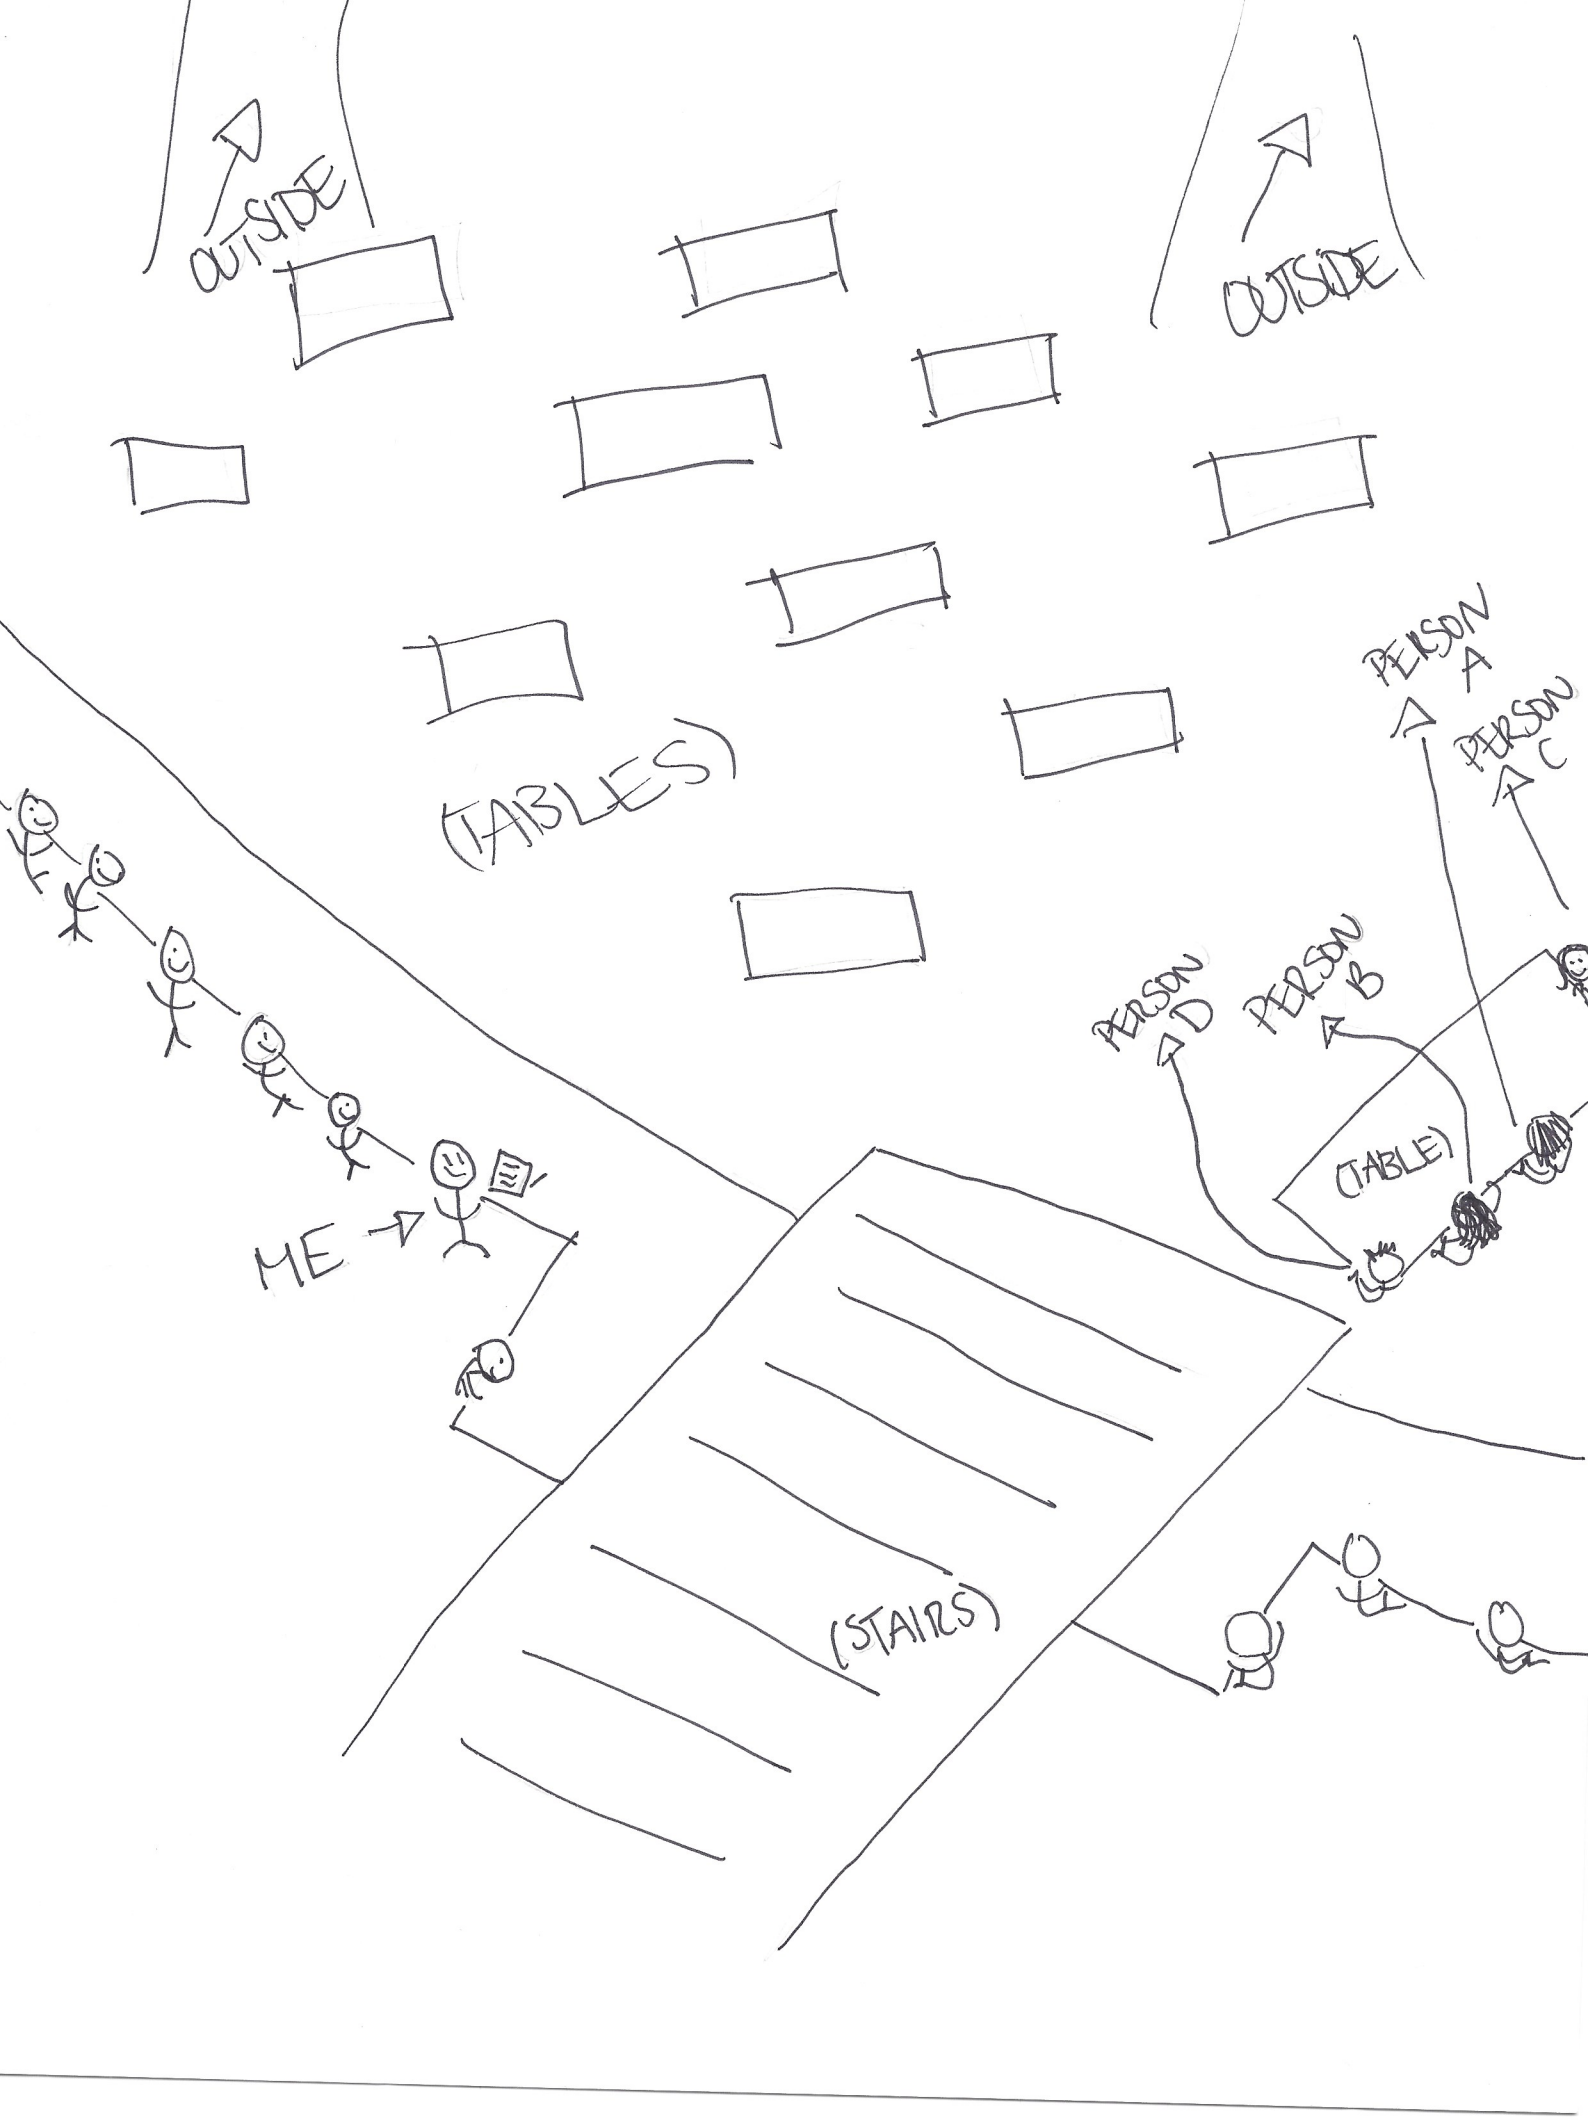 OUTSIDE
OUTSIDE
PERSON
A
PERSON
C
(TABLES)
PERSON
B
PERSON
D
(TABLE)
ME
(STAIRS)